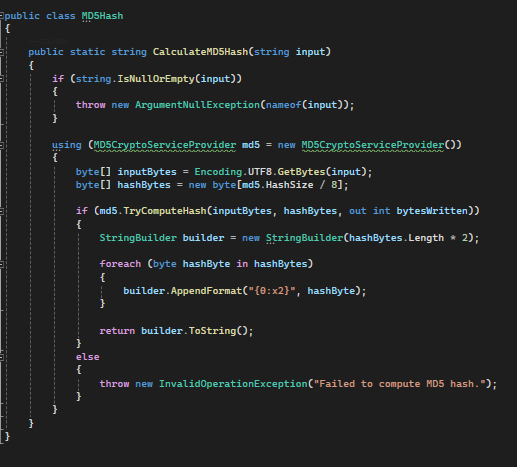 public class MD5Hash
{
public static string CalculateMD5Hash(string input)
{
if (string.IsNullOrEmpty(input))
{
throw new ArgumentNullException(nameof(input));
}
using (MD5CryptoServiceProvider md5 = new MD5CryptoServiceProvider())
{
byte[] inputBytes = Encoding.UTF8.GetBytes(input);
byte[] hashBytes = new byte[md5.HashSize / 8];
if (md5.TryComputeHash(inputBytes, hashBytes, out int bytesWritten))
{
StringBuilder builder = new StringBuilder(hashBytes.Length * 2);
foreach (byte hashByte in hashBytes)
{
builder.AppendFormat("{0:x2}", hashByte);
}
return builder.ToString();
}
else
{
throw new InvalidOperationException("Failed to compute MD5 hash.");
}
}
}
}